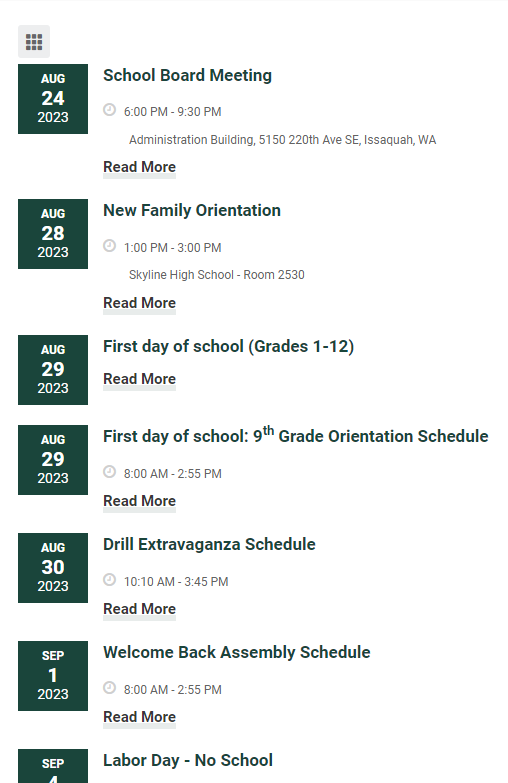 AUG
24
2023
School Board Meeting
6:00 PM - 9:30 PM
Administration Building, 5150 220th Ave SE, Issaquah, WA
Read More
AUG
28
2023
New Family Orientation
1:00 PM - 3:00 PM
Skyline High School - Room 2530
Read More
AUG
29
2023
First day of school (Grades 1-12)
Read More
AUG
29
2023
First day of school: 9th Grade Orientation Schedule
8:00 AM - 2:55 PM
Read More
AUG
30
2023
Drill Extravaganza Schedule
10:10 AM - 3:45 PM
Read More
SEP
1
2023
Welcome Back Assembly Schedule
8:00 AM - 2:55 PM
Read More
SEP
4
Labor Day - No School